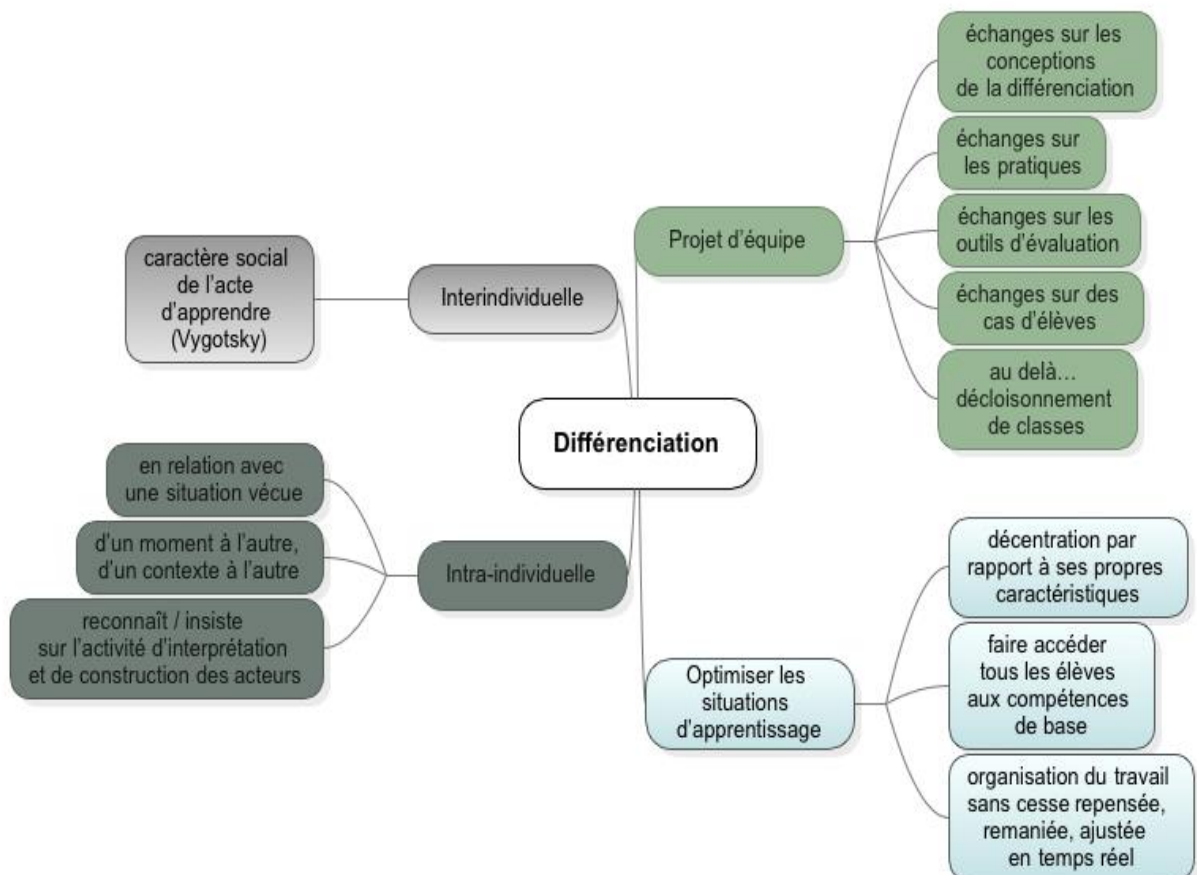 Différenciation
Interindividuelle
caractère social
de l'acte
d'apprendre
(Vygotsky)
Intra-individuelle
en relation avec
une situation vécue
d'un moment à l'autre,
d'un contexte à l'autre
reconnaît / insiste
sur l'activité d'interprétation
et de construction des acteurs
Projet d'équipe
échanges sur les
conceptions
de la différenciation
échanges sur
les pratiques
échanges sur les
outils d'évaluation
échanges sur des
cas d'élèves
au delà…
décloisonnement
de classes
Optimiser les
situations
d'apprentissage
décentration par
rapport à ses propres
caractéristiques
faire accéder
tous les élèves
aux compétences
de base
organisation du travail
sans cesse repensée,
remaniée, ajustée
en temps réel